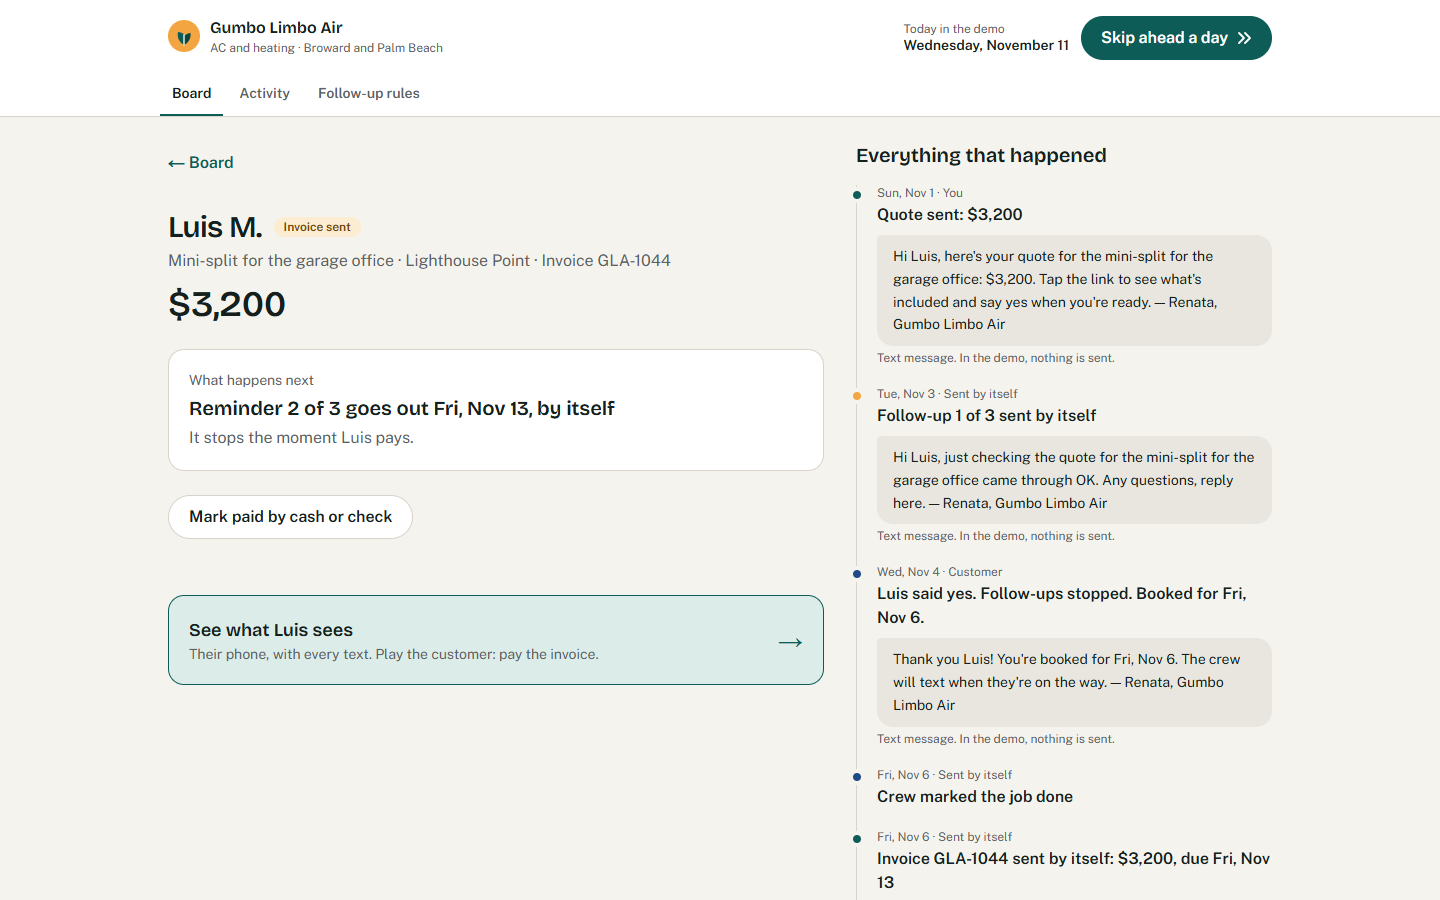 Gumbo Limbo Air
AC and heating · Broward and Palm Beach
Today in the demo
Wednesday, November 11
Skip ahead a day
Board
Activity
Follow-up rules
← Board
Luis M.
Invoice sent
Mini-split for the garage office · Lighthouse Point · Invoice GLA-1044
$3,200
What happens next
Reminder 2 of 3 goes out Fri, Nov 13, by itself
It stops the moment Luis pays.
Mark paid by cash or check
See what Luis sees
Their phone, with every text. Play the customer: pay the invoice.
Everything that happened
Sun, Nov 1 · You
Quote sent: $3,200
Hi Luis, here's your quote for the mini-split for the
garage office: $3,200. Tap the link to see what's
included and say yes when you're ready. — Renata,
Gumbo Limbo Air
Text message. In the demo, nothing is sent.
Tue, Nov 3 · Sent by itself
Follow-up 1 of 3 sent by itself
Hi Luis, just checking the quote for the mini-split for the
garage office came through OK. Any questions, reply
here. — Renata, Gumbo Limbo Air
Text message. In the demo, nothing is sent.
Wed, Nov 4 · Customer
Luis said yes. Follow-ups stopped. Booked for Fri,
Nov 6.
Thank you Luis! You're booked for Fri, Nov 6. The crew
will text when they're on the way. — Renata, Gumbo
Limbo Air
Text message. In the demo, nothing is sent.
Fri, Nov 6 · Sent by itself
Crew marked the job done
Fri, Nov 6 · Sent by itself
Invoice GLA-1044 sent by itself: $3,200, due Fri, Nov
13